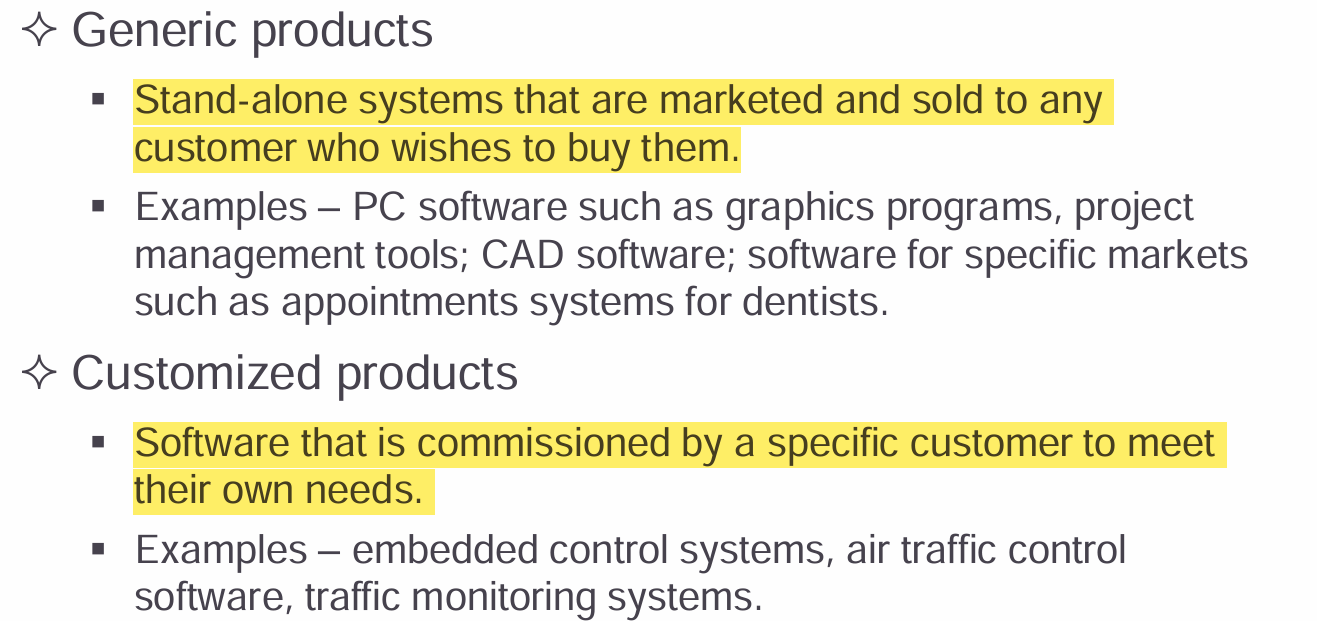 ✧ Generic products
▪ Stand-alone systems that are marketed and sold to any
customer who wishes to buy them.
▪ Examples – PC software such as graphics programs, project
management tools; CAD software; software for specific markets
such as appointments systems for dentists.
✧ Customized products
▪ Software that is commissioned by a specific customer to meet
their own needs.
▪ Examples – embedded control systems, air traffic control
software, traffic monitoring systems.